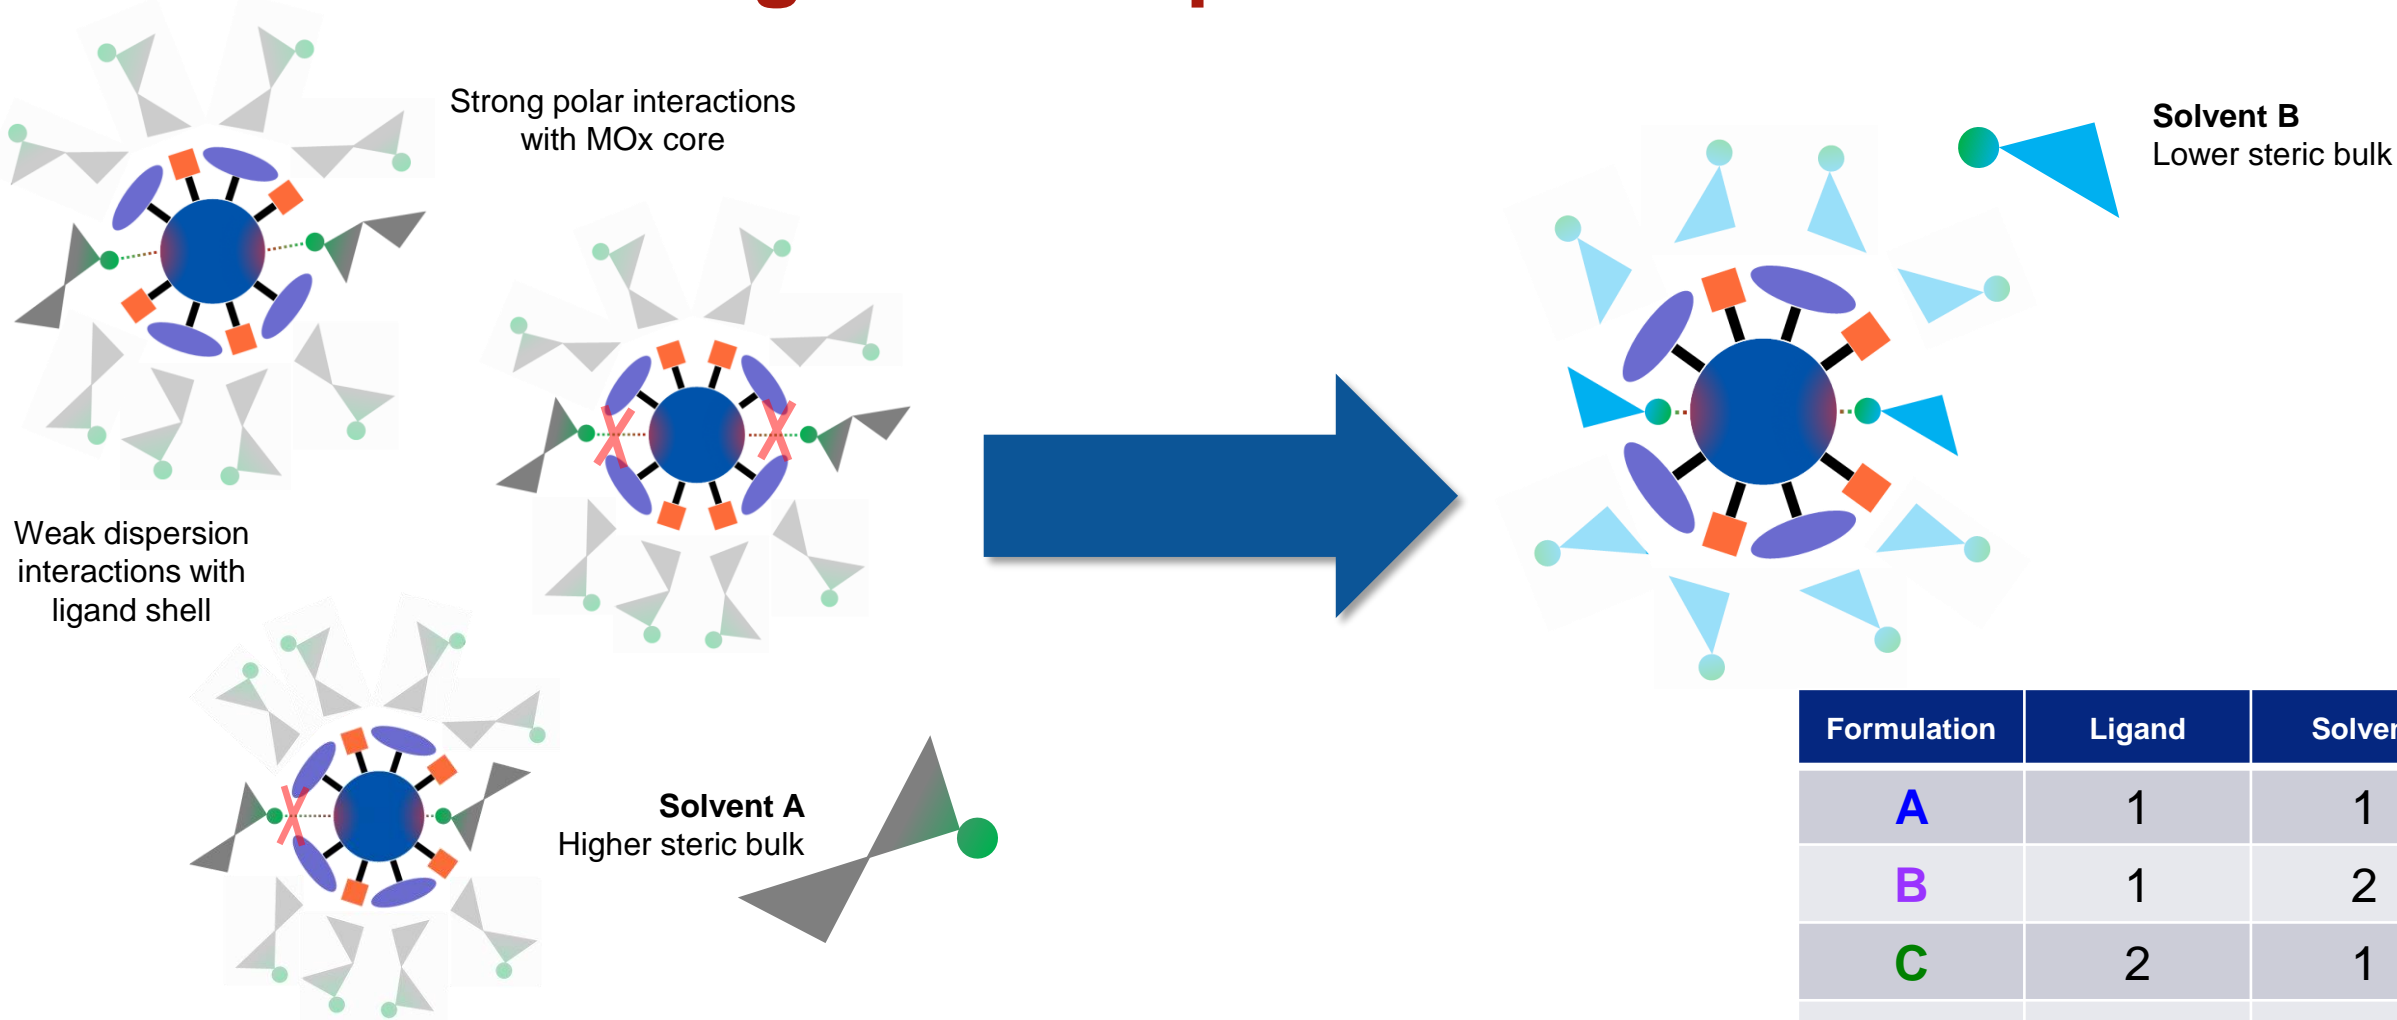 Strong polar interactions
with MOx core
Solvent B
Lower steric bulk
Weak dispersion
interactions with
ligand shell
Solvent A
Higher steric bulk
Formulation Ligand
A 1 1
B 1 2
C 2 1